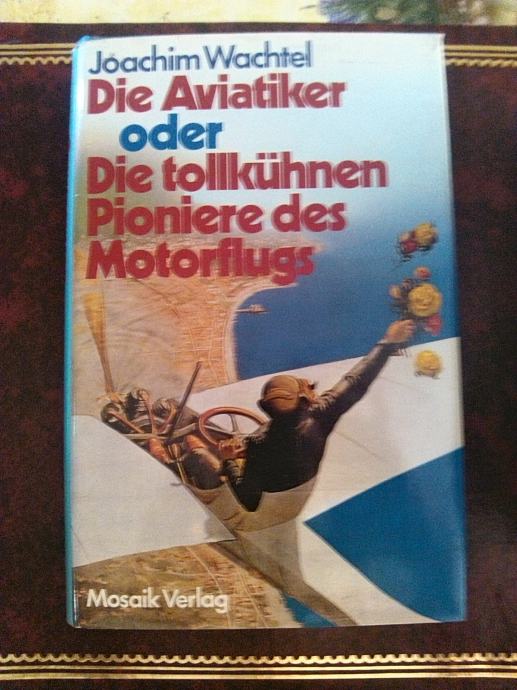 Joachim Wachtel
Die Aviatiker
oder
Die tollkühnen
Pioniere des
Motorflugs
Mosaik Verlag